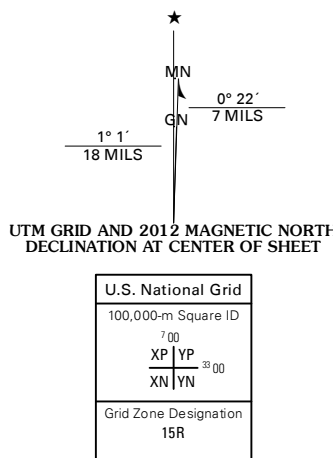 ★
MN
0° 22´
7 MILS
GN
1° 1´
18 MILS
UTM GRID AND 2012 MAGNETIC NORTH
DECLINATION AT CENTER OF SHEET
U.S. National Grid
100,000-m Square ID
7 00
XP YP
33 00
XN YN
Grid Zone Designation
15R